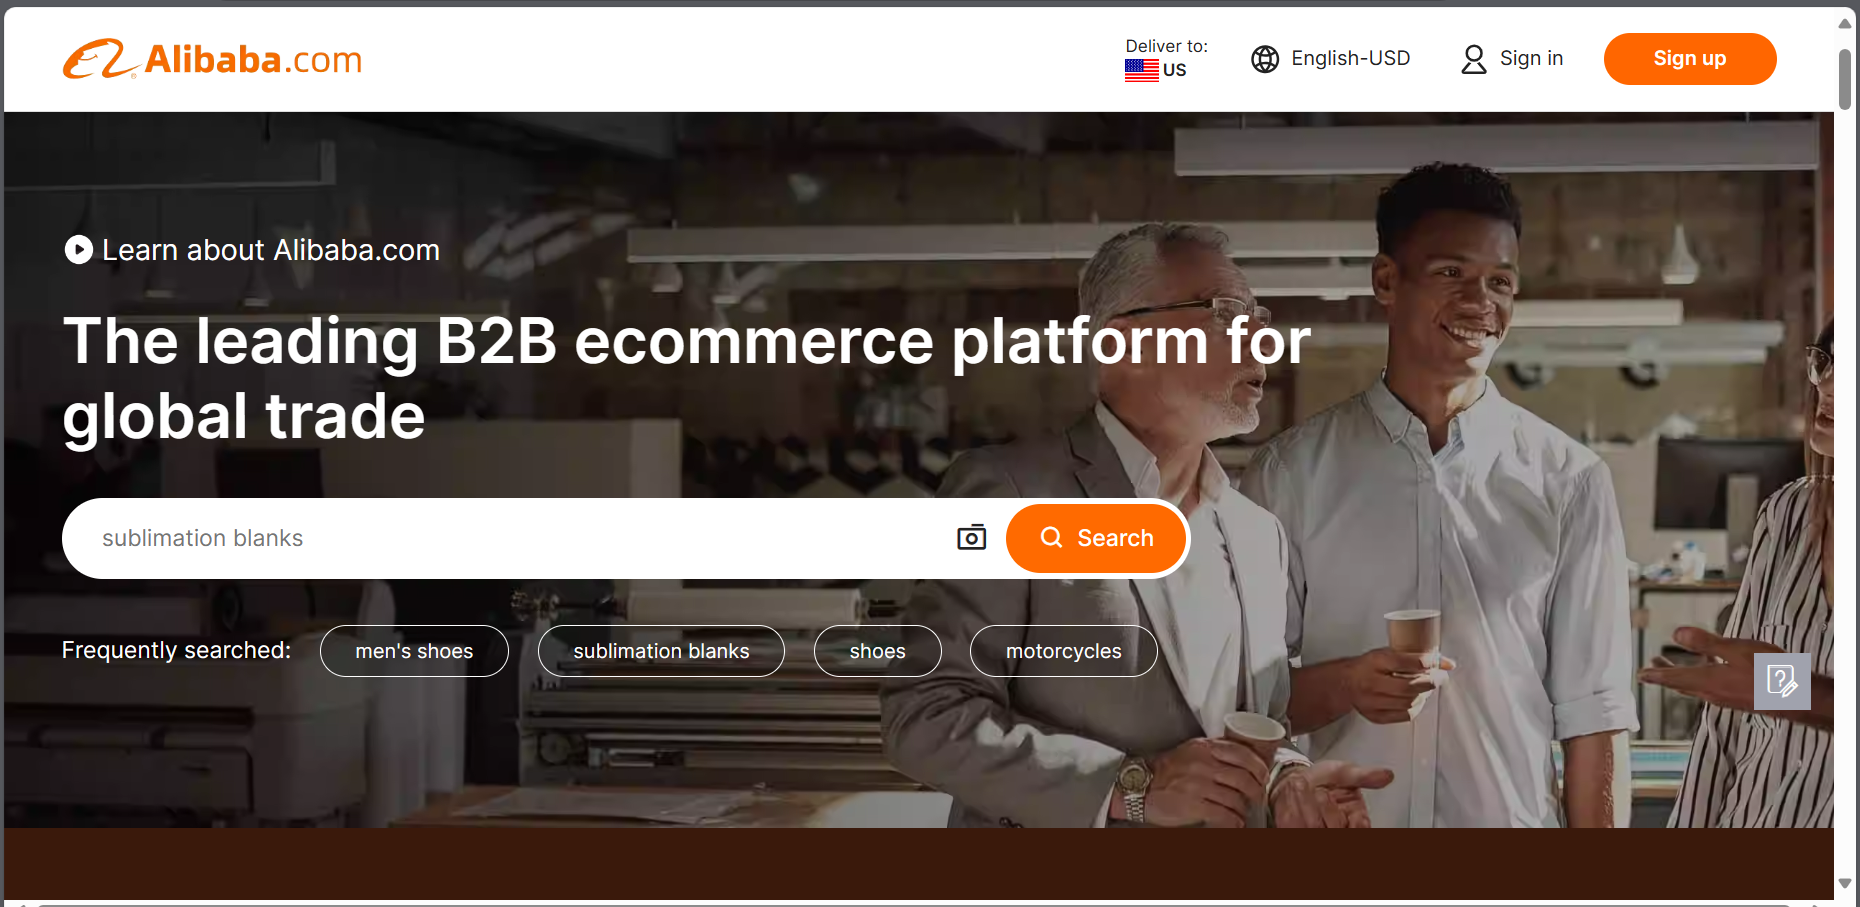 Alibaba.com
Deliver to:
US
English-USD
Sign in
Sign up
Learn about Alibaba.com
The leading B2B ecommerce platform for
global trade
sublimation blanks
Search
Frequently searched:
men's shoes
sublimation blanks
shoes
motorcycles